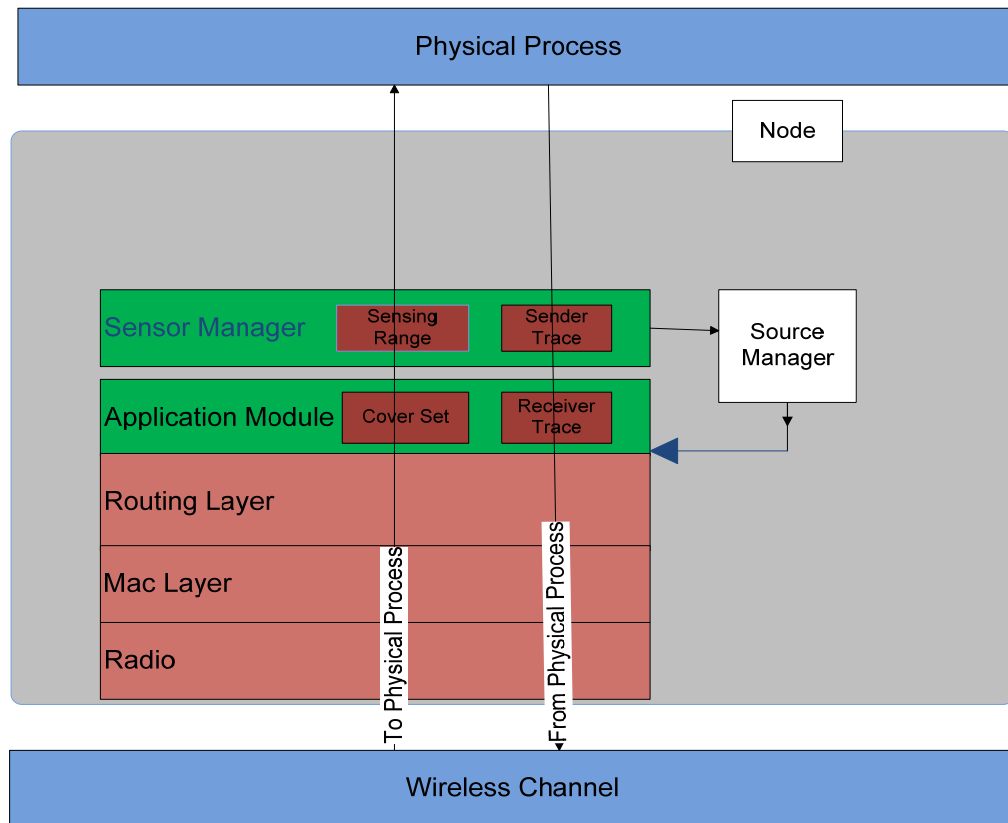 Physical Process
Node
Sensor Manager
Sensing
Range
Sender
Trace
Source
Manager
Application Module
Cover Set
Receiver
Trace
Routing Layer
Mac Layer
Radio
To Physical Process
From Physical Process
Wireless Channel